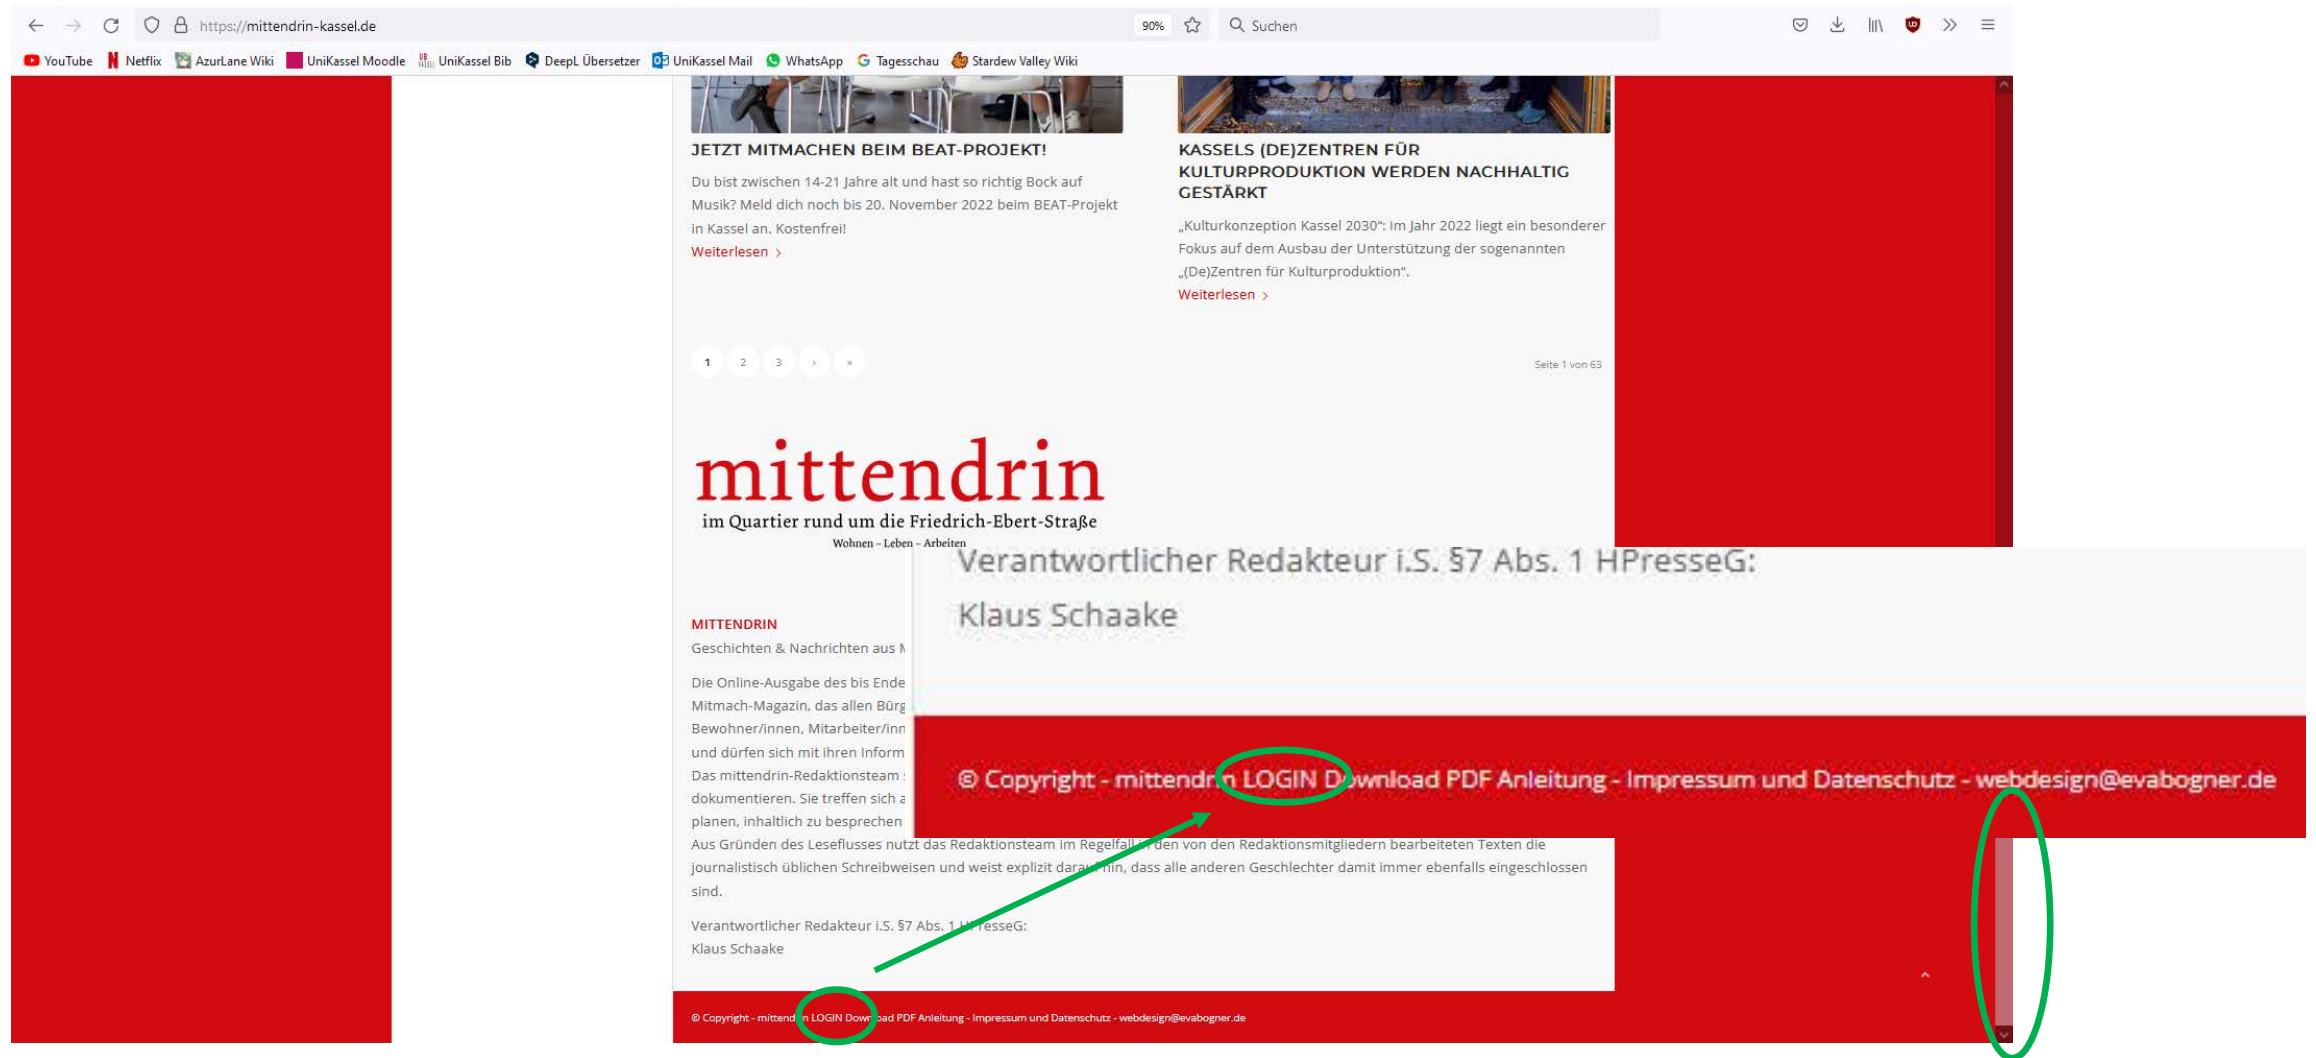 https://mittendrin-kassel.de
90%
Suchen
YouTube Netflix AzurLane Wiki UniKassel Moodle UniKassel Bib DeepL Übersetzer UniKassel Mail WhatsApp Tagesschau Stardew Valley Wiki
JETZT MITMACHEN BEIM BEAT-PROJEKT!
Du bist zwischen 14-21 Jahre alt und hast so richtig Bock auf
Musik? Meld dich noch bis 20. November 2022 beim BEAT-Projekt
in Kassel an. Kostenfrei!
Weiterlesen >
KASSELS (DE)ZENTREN FÜR
KULTURPRODUKTION WERDEN NACHHALTIG
GESTÄRKT
„Kulturkonzeption Kassel 2030“: Im Jahr 2022 liegt ein besonderer
Fokus auf dem Ausbau der Unterstützung der sogenannten
„(De)Zentren für Kulturproduktion“.
Weiterlesen >
1 2 3 › »
Seite 1 von 63
mittendrin
im Quartier rund um die Friedrich-Ebert-Straße
Wohnen – Leben – Arbeiten
MITTENDRIN
Geschichten & Nachrichten aus
Die Online-Ausgabe des bis Ende
Mitmach-Magazin, das allen Bürg
Bewohner/innen, Mitarbeiter/inn
und dürfen sich mit ihren Inform
Das mittendrin-Redaktionsteam
dokumentieren. Sie treffen sich a
planen, inhaltlich zu besprechen
Aus Gründen des Leseflusses nutzt das Redaktionsteam im Regelfall in den von den Redaktionsmitgliedern bearbeiteten Texten die
journalistisch üblichen Schreibweisen und weist explizit darauf hin, dass alle anderen Geschlechter damit immer ebenfalls eingeschlossen
sind.
Verantwortlicher Redakteur i.S. §7 Abs. 1 HPresseG:
Klaus Schaake
© Copyright - mittendrin LOGIN Download PDF Anleitung - Impressum und Datenschutz - webdesign@evabogner.de
Verantwortlicher Redakteur i.S. §7 Abs. 1 HPresseG:
Klaus Schaake
© Copyright - mittendrin LOGIN Download PDF Anleitung - Impressum und Datenschutz - webdesign@evabogner.de